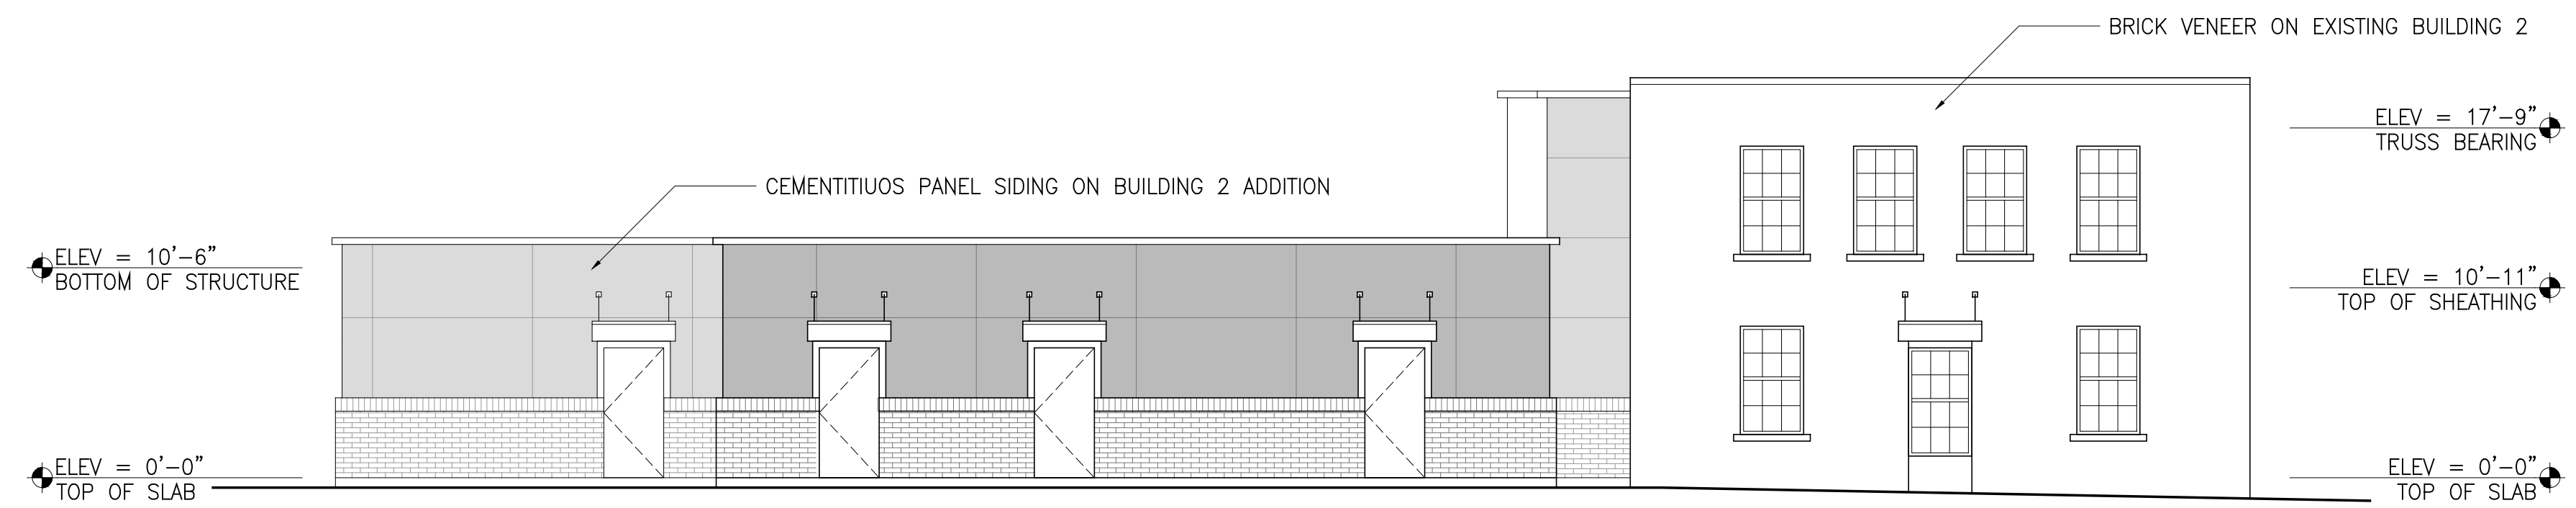 BRICK VENEER ON EXISTING BUILDING 2
ELEV = 17'-9"
TRUSS BEARING
CEMENTITIUOS PANEL SIDING ON BUILDING 2 ADDITION
ELEV = 10'-6"
BOTTOM OF STRUCTURE
ELEV = 10'-11"
TOP OF SHEATHING
ELEV = 0'-0"
TOP OF SLAB
ELEV = 0'-0"
TOP OF SLAB